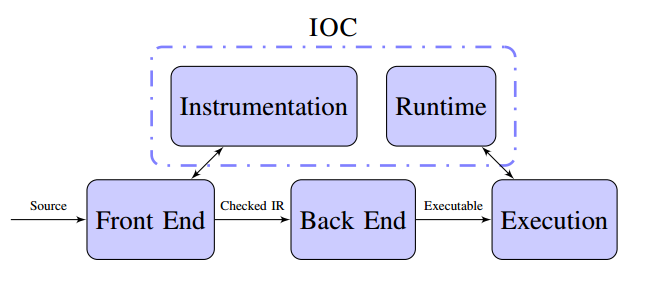 IOC
Instrumentation
Runtime
Source
Front End
Checked IR
Back End
Executable
Execution